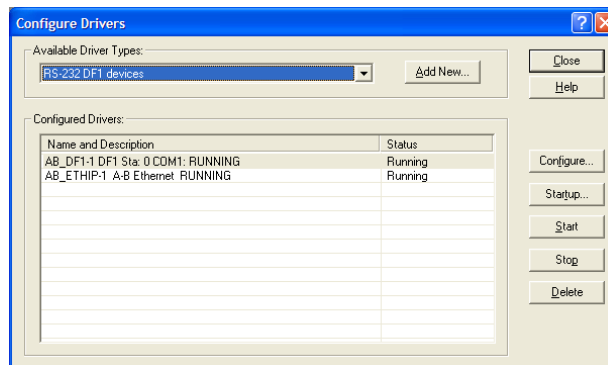 Configure Drivers
Available Driver Types:
RS-232 DF1 devices
Add New...
Close
Help
Configured Drivers:
Name and Description Status
AB_DF1-1 DF1 Sta: 0 COM1: RUNNING Running
AB_ETHIP-1 A-B Ethernet RUNNING Running
Configure...
Startup...
Start
Stop
Delete